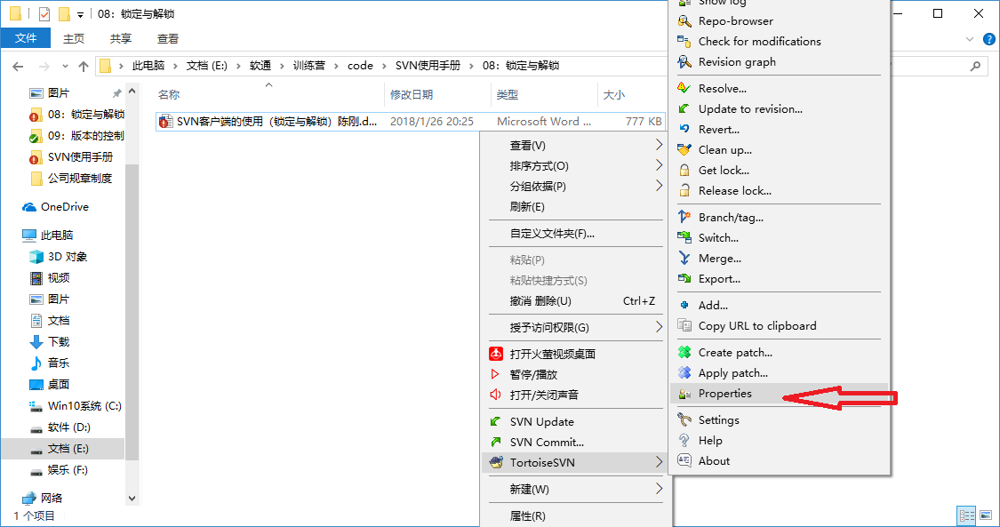 08：锁定与解锁
文件 主页 共享 查看
此电脑 文档 (E:) 软通 训练营 code SVN使用手册 08：锁定与解锁
名称 修改日期 类型 大小
SVN客户端的使用（锁定与解锁）陈刚.d... 2018/1/26 20:25 Microsoft Word ... 777 KB
图片
08：锁定与解锁
09：版本的控制
SVN使用手册
公司规章制度
OneDrive
此电脑
3D 对象
视频
图片
文档
下载
音乐
桌面
Win10系统 (C:)
软件 (D:)
文档 (E:)
娱乐 (F:)
网络
1 个项目
查看(V)
排序方式(O)
分组依据(P)
刷新(E)
自定义文件夹(F)...
粘贴(P)
粘贴快捷方式(S)
撤消 删除(U) Ctrl+Z
授予访问权限(G)
打开火萤视频桌面
暂停/播放
打开/关闭声音
SVN Update
SVN Commit...
TortoiseSVN
新建(W)
属性(R)
Show log
Repo-browser
Check for modifications
Revision graph
Resolve...
Update to revision...
Revert...
Clean up...
Get lock...
Release lock...
Branch/tag...
Switch...
Merge...
Export...
Add...
Copy URL to clipboard
Create patch...
Apply patch...
Properties
Settings
Help
About